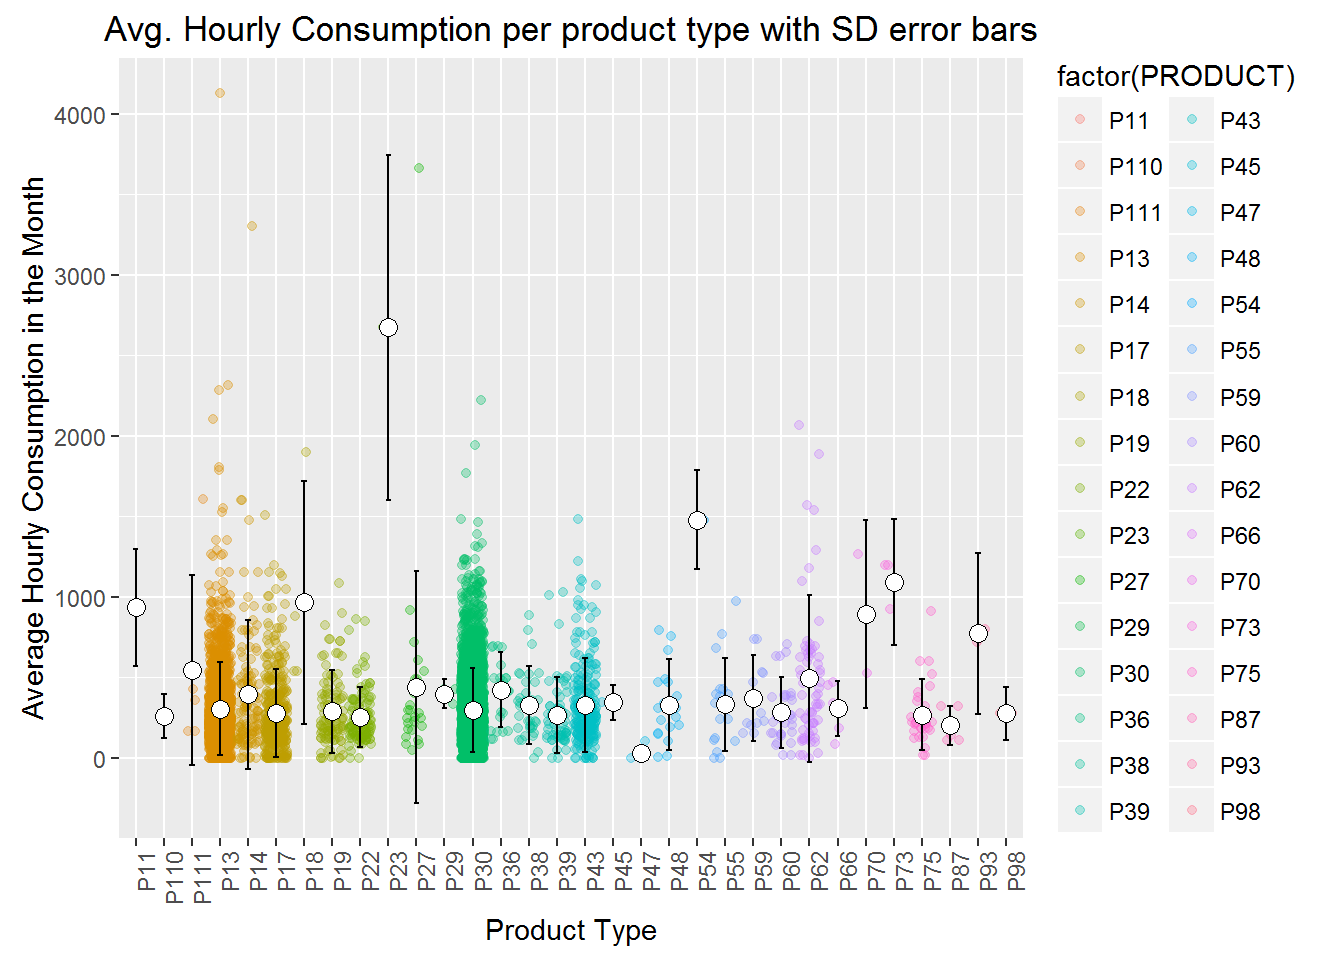 Avg. Hourly Consumption per product type with SD error bars
Average Hourly Consumption in the Month
4000
3000
2000
1000
0
P11
P110
P111
P13
P14
P17
P18
P19
P22
P23
P27
P29
P30
P36
P38
P39
P43
P45
P47
P48
P54
P55
P59
P60
P62
P66
P70
P73
P75
P87
P93
P98
Product Type
factor(PRODUCT)
P11
P110
P111
P13
P14
P17
P18
P19
P22
P23
P27
P29
P30
P36
P38
P39
P43
P45
P47
P48
P54
P55
P59
P60
P62
P66
P70
P73
P75
P87
P93
P98